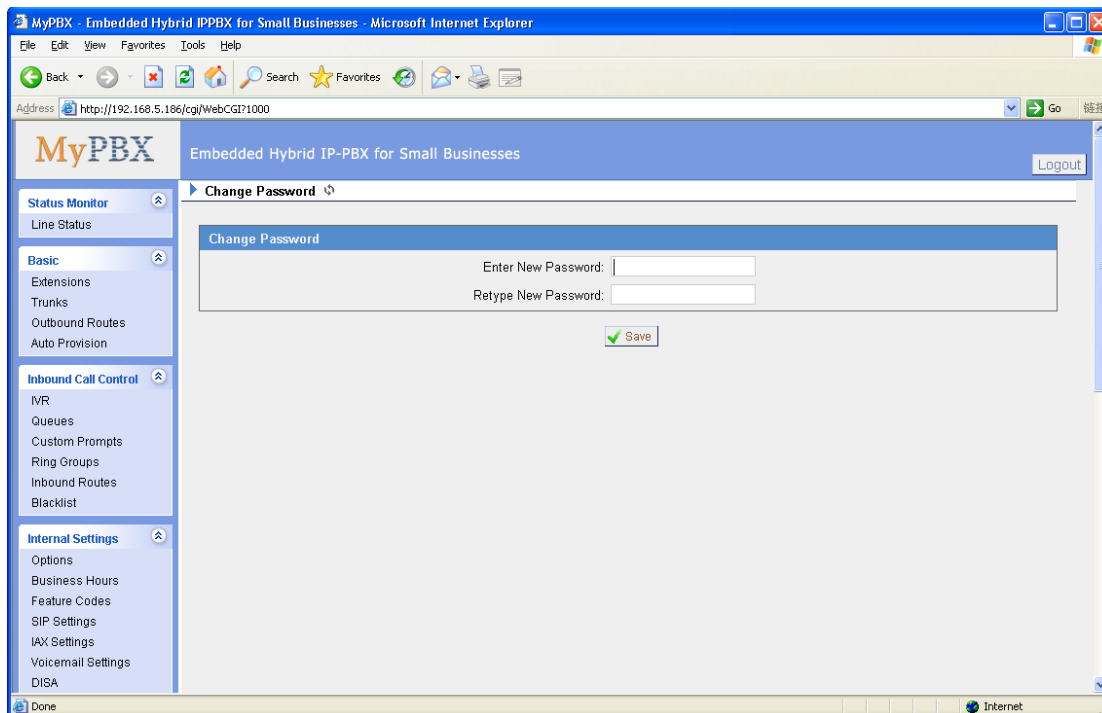 MyPBX - Embedded Hybrid IPPBX for Small Businesses - Microsoft Internet Explorer
File Edit View Favorites Tools Help
Back Search Favorites
Address http://192.168.5.186/cgi/WebCGI?1000 Go 链接
MyPBX
Embedded Hybrid IP-PBX for Small Businesses
Logout
Status Monitor
Line Status
Basic
Extensions
Trunks
Outbound Routes
Auto Provision
Inbound Call Control
IVR
Queues
Custom Prompts
Ring Groups
Inbound Routes
Blacklist
Internal Settings
Options
Business Hours
Feature Codes
SIP Settings
IAX Settings
Voicemail Settings
DISA
Change Password
Change Password
Enter New Password:
Retype New Password:
Save
Done Internet